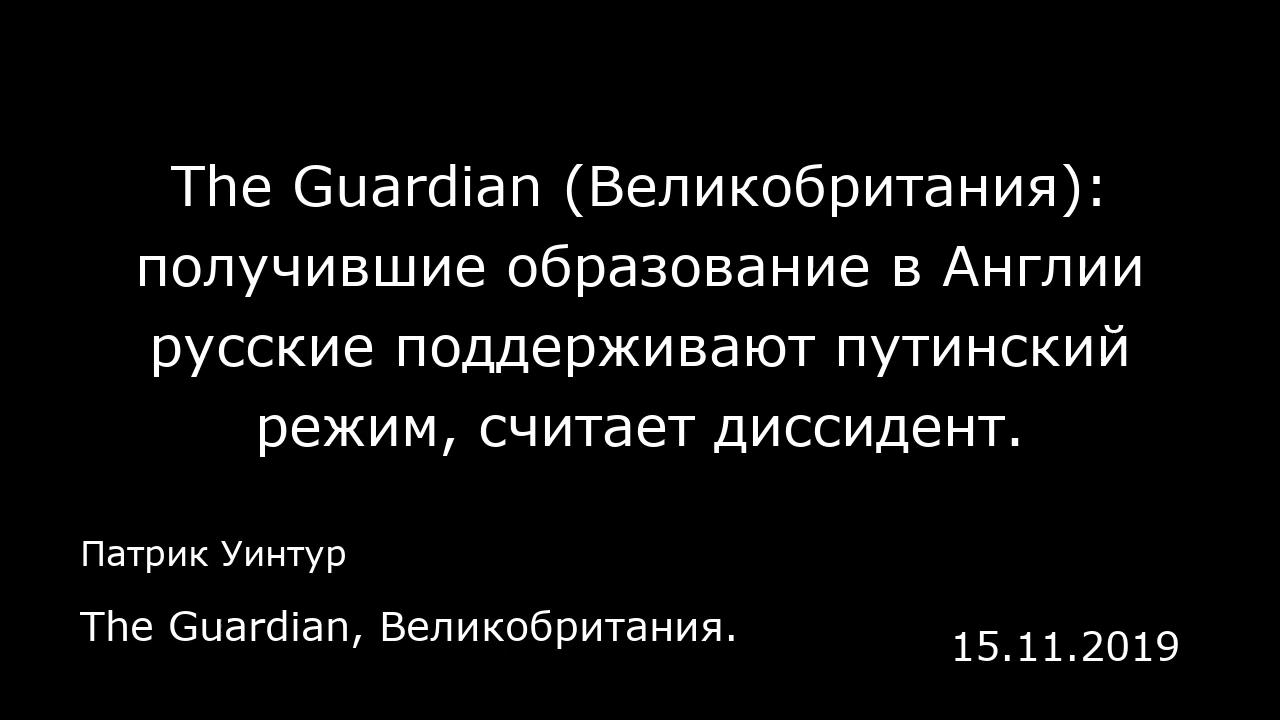 The Guardian (Великобритания):
получившие образование в Англии
русские поддерживают путинский
режим, считает диссидент.
Патрик Уинтур
The Guardian, Великобритания.
15.11.2019